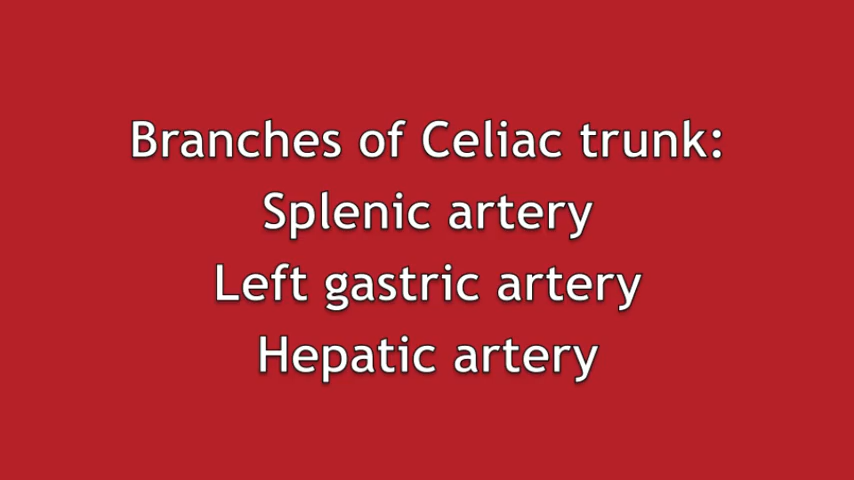 Branches of Celiac trunk:
Splenic artery
Left gastric artery
Hepatic artery